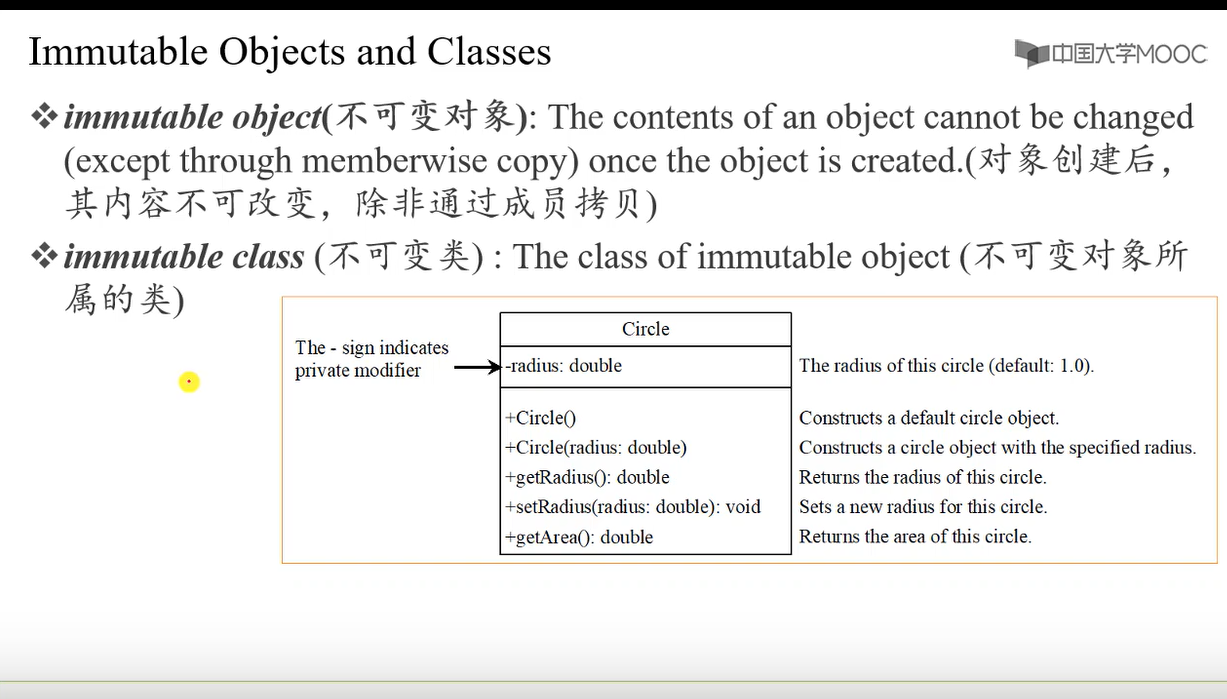 Immutable Objects and Classes
中国大学MOOC
❖immutable object(不可变对象): The contents of an object cannot be changed
(except through memberwise copy) once the object is created.(对象创建后，
其内容不可改变，除非通过成员拷贝)
❖immutable class (不可变类) : The class of immutable object (不可变对象所
属的类)
The - sign indicates
private modifier
Circle
-radius: double
The radius of this circle (default: 1.0).
+Circle()
Constructs a default circle object.
+Circle(radius: double)
Constructs a circle object with the specified radius.
+getRadius(): double
Returns the radius of this circle.
+setRadius(radius: double): void
Sets a new radius for this circle.
+getArea(): double
Returns the area of this circle.